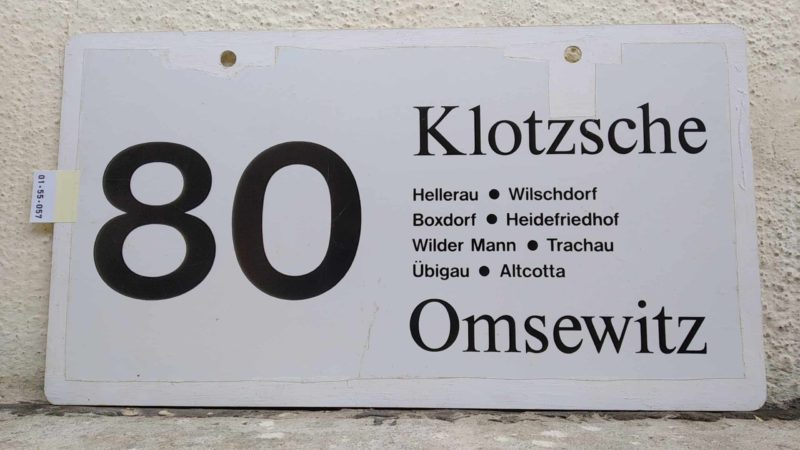 80
Klotzsche
Hellerau ● Wilschdorf
Boxdorf ● Heidefriedhof
Wilder Mann ● Trachau
Übigau ● Altcotta
Omsewitz
01-55-057